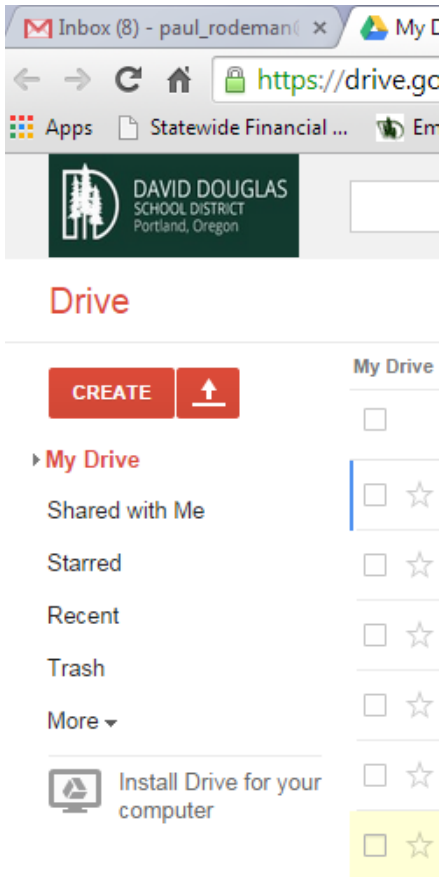 Inbox (8) - paul_rodeman
My D
https://drive.go
Apps Statewide Financial ... Em
DAVID DOUGLAS
SCHOOL DISTRICT
Portland, Oregon
Drive
CREATE
My Drive
My Drive
Shared with Me
Starred
Recent
Trash
More
Install Drive for your
computer